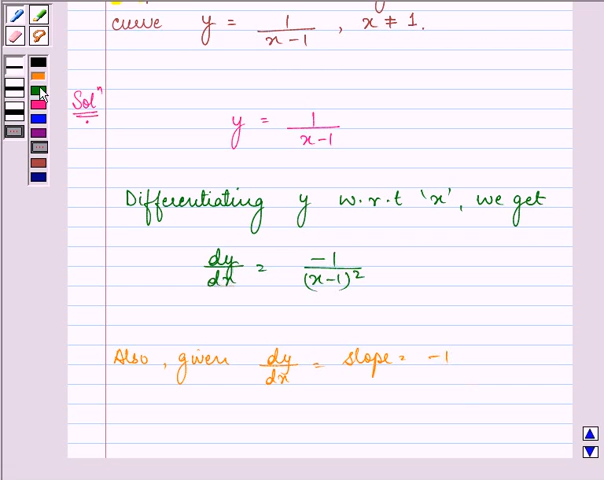 curve y = 1/(x-1) , x ≠ 1.
Solⁿ
y = 1/(x-1)
Differentiating y w.r.t 'x', we get
dy/dx = -1/(x-1)²
Also, given dy/dx = slope = -1